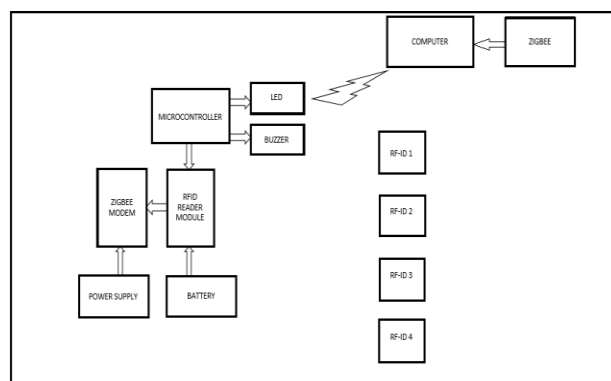 COMPUTER
ZIGBEE
LED
MICROCONTROLLER
BUZZER
RF-ID 1
ZIGBEE
MODEM
RFID
READER
MODULE
RF-ID 2
RF-ID 3
POWER SUPPLY
BATTERY
RF-ID 4